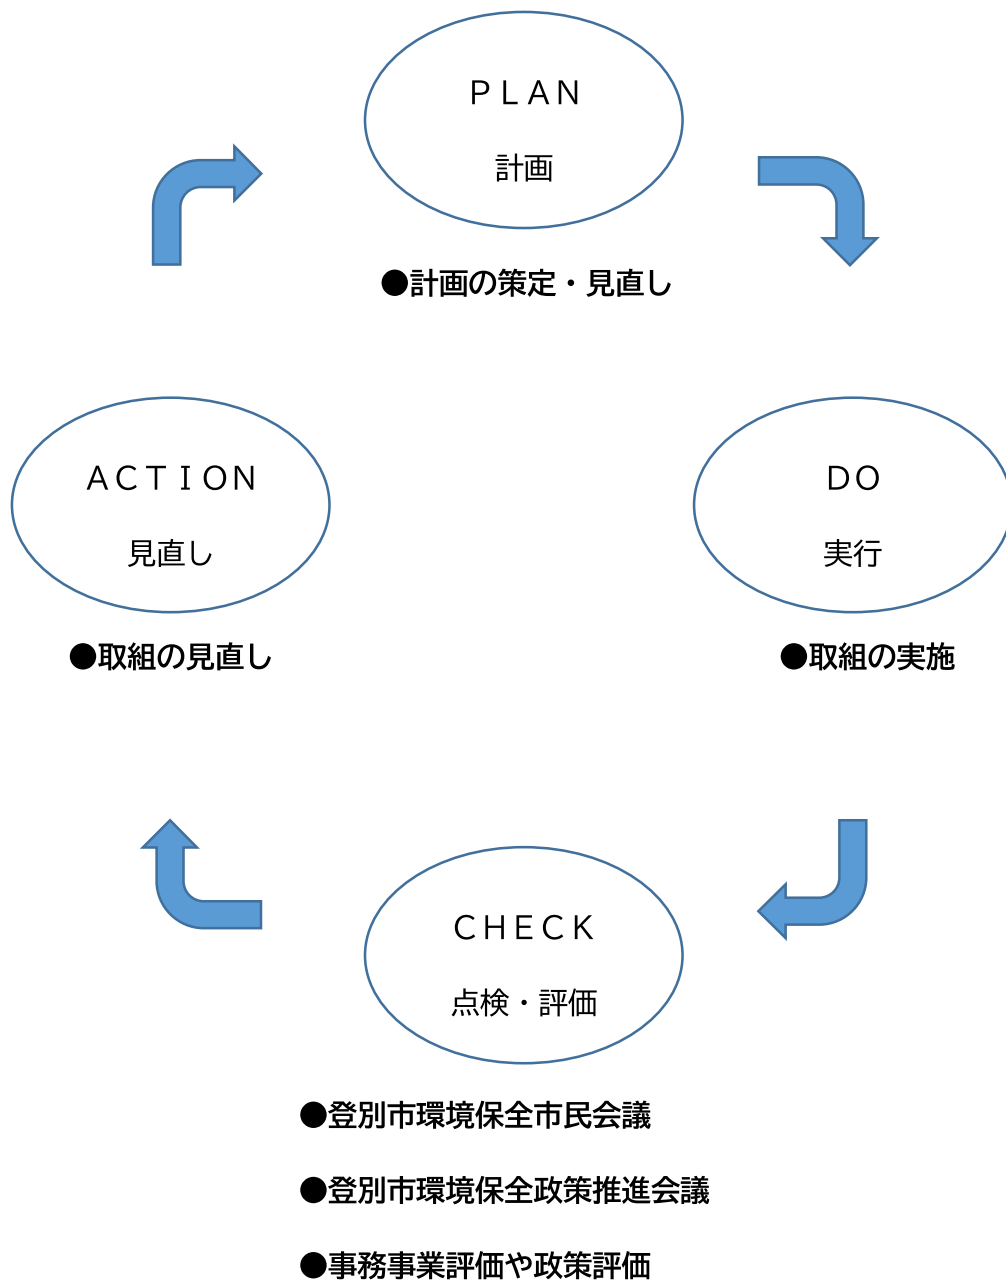 ＰＬＡＮ
計画
●計画の策定・見直し
ＡＣＴＩＯＮ
見直し
●取組の見直し
ＤＯ
実行
●取組の実施
ＣＨＥＣＫ
点検・評価
●登別市環境保全市民会議
●登別市環境保全政策推進会議
●事務事業評価や政策評価